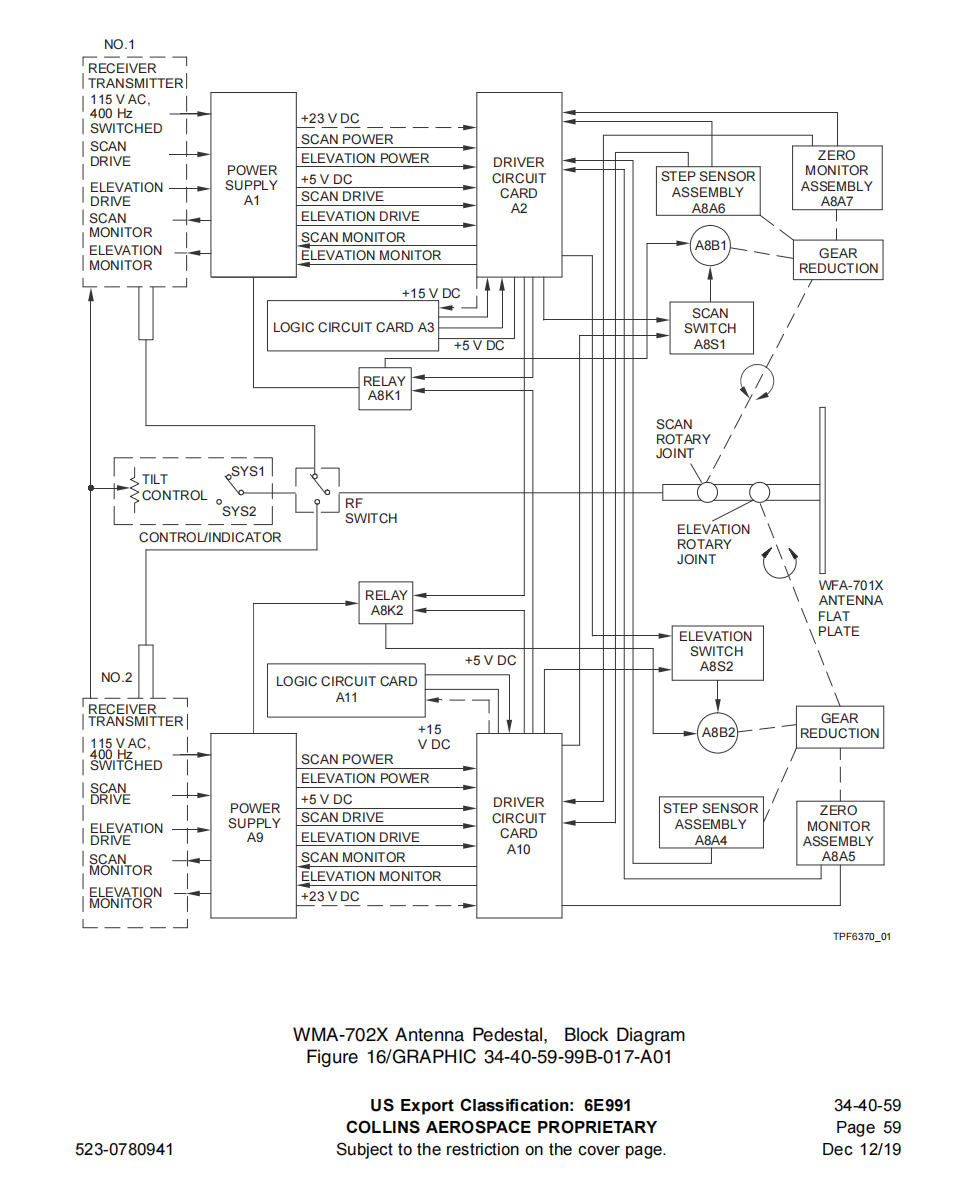 NO.1
RECEIVER
TRANSMITTER
115 V AC,
400 Hz
SWITCHED
SCAN
DRIVE
ELEVATION
DRIVE
SCAN
MONITOR
ELEVATION
MONITOR
POWER
SUPPLY
A1
+23 V DC
SCAN POWER
ELEVATION POWER
+5 V DC
SCAN DRIVE
ELEVATION DRIVE
SCAN MONITOR
ELEVATION MONITOR
DRIVER
CIRCUIT
CARD
A2
STEP SENSOR
ASSEMBLY
A8A6
ZERO
MONITOR
ASSEMBLY
A8A7
A8B1
GEAR
REDUCTION
+15 V DC
LOGIC CIRCUIT CARD A3
+5 V DC
SCAN
SWITCH
A8S1
RELAY
A8K1
SCAN
ROTARY
JOINT
TILT
CONTROL
SYS1
SYS2
CONTROL/INDICATOR
RF
SWITCH
ELEVATION
ROTARY
JOINT
WFA-701X
ANTENNA
FLAT
PLATE
RELAY
A8K2
+5 V DC
ELEVATION
SWITCH
A8S2
LOGIC CIRCUIT CARD
A11
+15
V DC
A8B2
GEAR
REDUCTION
NO.2
RECEIVER
TRANSMITTER
115 V AC,
400 Hz
SWITCHED
SCAN
DRIVE
ELEVATION
DRIVE
SCAN
MONITOR
ELEVATION
MONITOR
POWER
SUPPLY
A9
SCAN POWER
ELEVATION POWER
+5 V DC
SCAN DRIVE
ELEVATION DRIVE
SCAN MONITOR
ELEVATION MONITOR
+23 V DC
DRIVER
CIRCUIT
CARD
A10
STEP SENSOR
ASSEMBLY
A8A4
ZERO
MONITOR
ASSEMBLY
A8A5
TPF6370_01
WMA-702X Antenna Pedestal, Block Diagram
Figure 16/GRAPHIC 34-40-59-99B-017-A01
US Export Classification: 6E991
34-40-59
COLLINS AEROSPACE PROPRIETARY
Page 59
523-0780941
Subject to the restriction on the cover page.
Dec 12/19